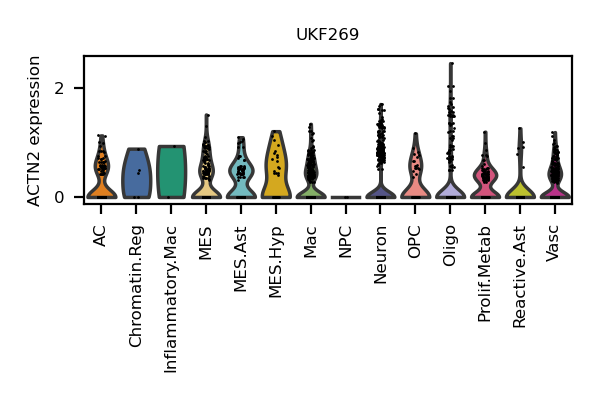 UKF269
ACTN2 expression
2
0
AC
Chromatin.Reg
Inflammatory.Mac
MES
MES.Ast
MES.Hyp
Mac
NPC
Neuron
OPC
Oligo
Prolif.Metab
Reactive.Ast
Vasc